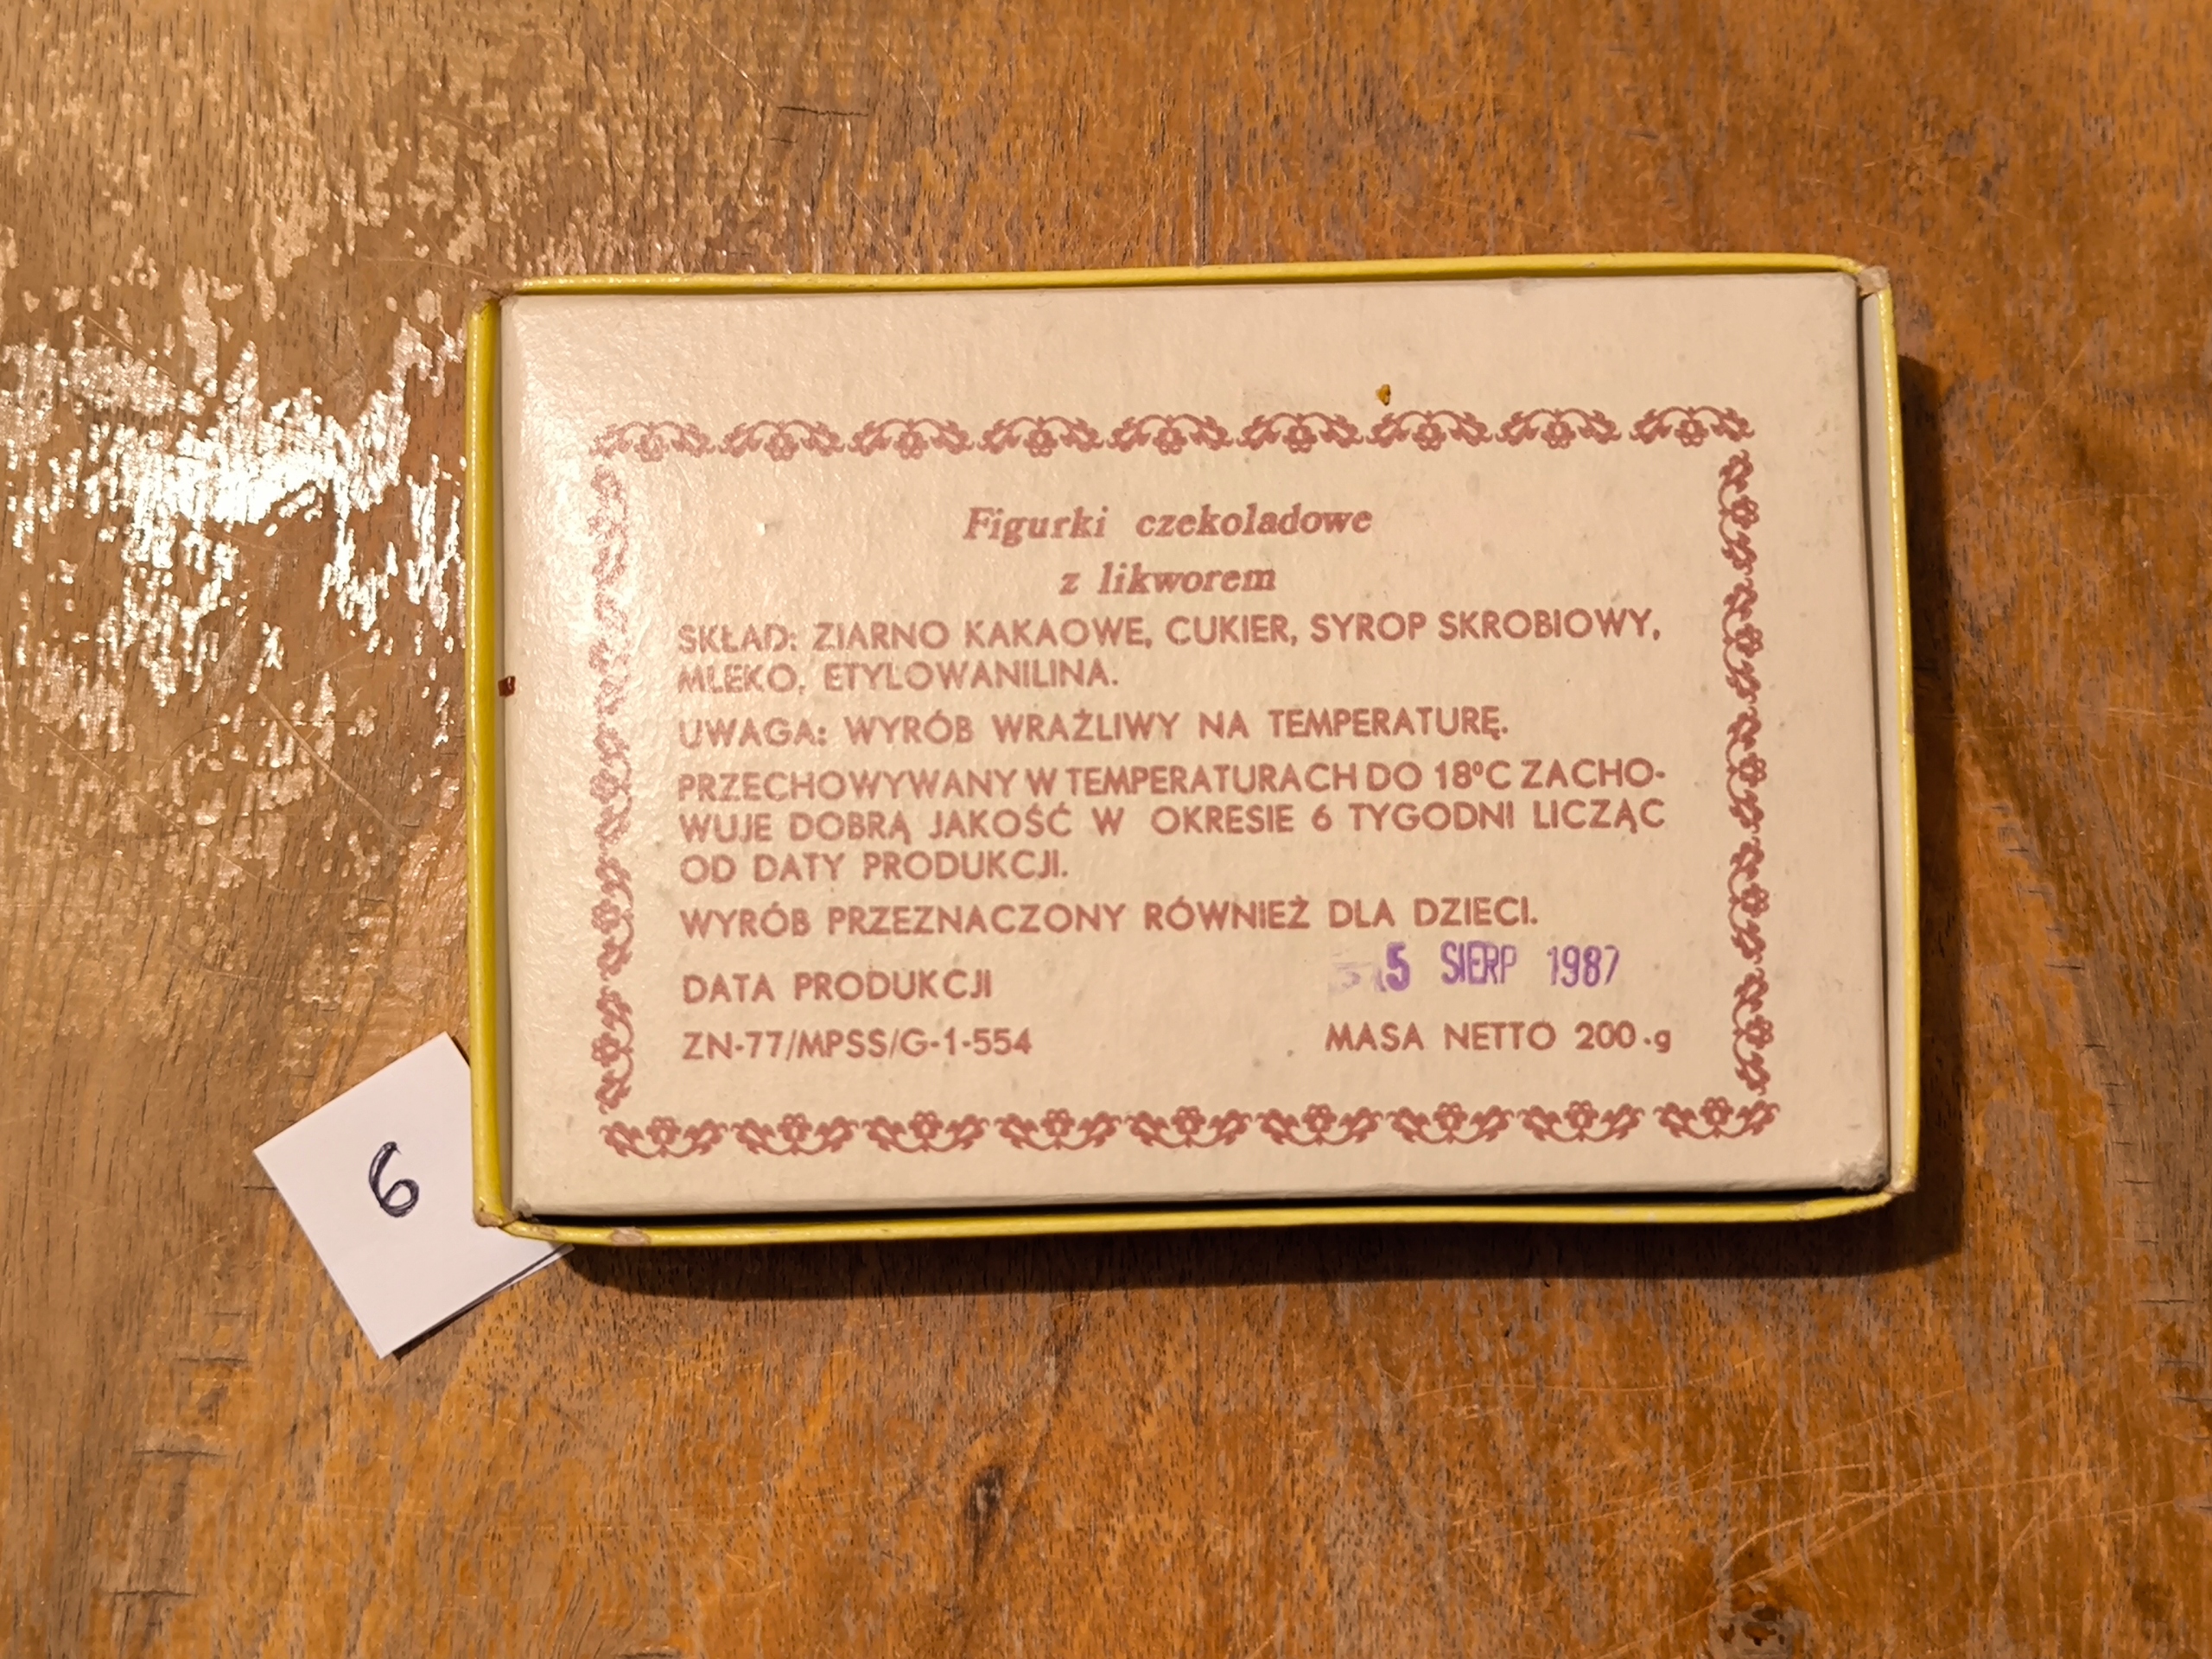 Figurki czekoladowe
z likworem
SKŁAD: ZIARNO KAKAOWE, CUKIER, SYROP SKROBIOWY,
MLEKO, ETYLOWANILINA.
UWAGA: WYRÓB WRAŻLIWY NA TEMPERATURĘ.
PRZECHOWYWANY W TEMPERATURACH DO 18°C ZACHO-
WUJE DOBRĄ JAKOŚĆ W OKRESIE 6 TYGODNI LICZĄC
OD DATY PRODUKCJI.
WYRÓB PRZEZNACZONY RÓWNIEŻ DLA DZIECI.
DATA PRODUKCJI 5 SIERP 1987
ZN-77/MPSS/G-1-554 MASA NETTO 200.g
6